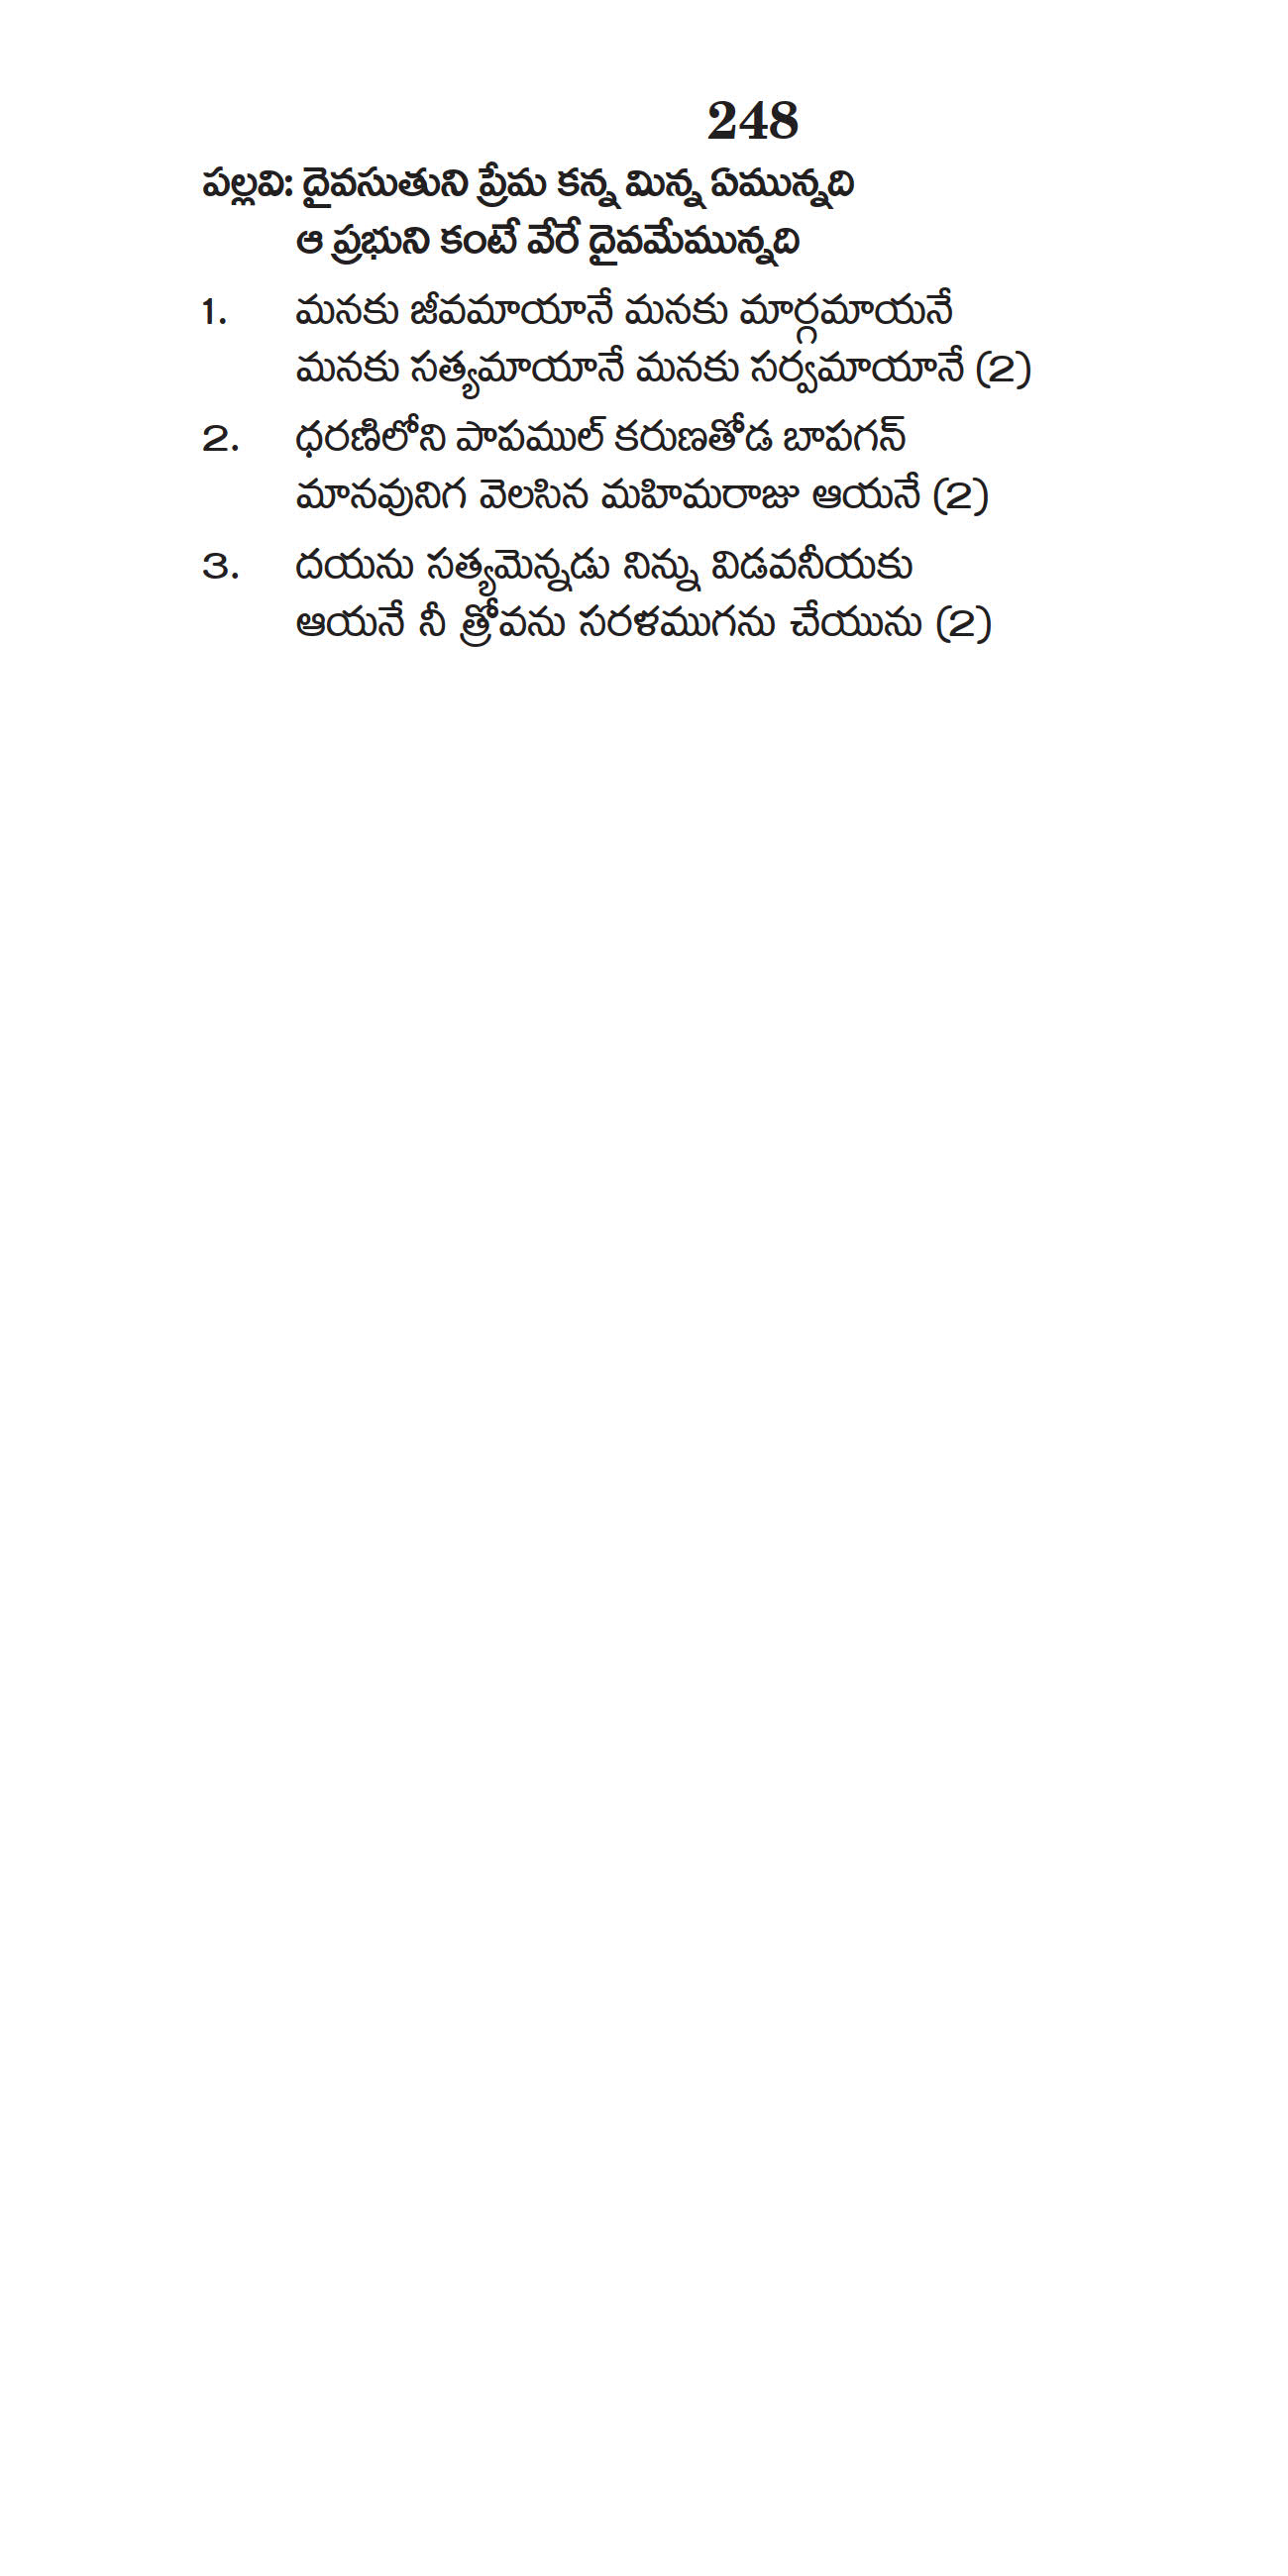 248
పల్లవి: దైవసుతుని ప్రేమ కన్న మిన్న ఏమున్నది
ఆ ప్రభుని కంటే వేరే దైవమేమున్నది
1. మనకు జీవమాయానే మనకు మార్గమాయనే
మనకు సత్యమాయానే మనకు సర్వమాయానే (2)
2. ధరణిలోని పాపముల్ కరుణతోడ బాపగన్
మానవునిగ వెలసిన మహిమరాజు ఆయనే (2)
3. దయను సత్యమెన్నడు నిన్ను విడవనీయకు
ఆయనే నీ త్రోవను సరళముగను చేయును (2)